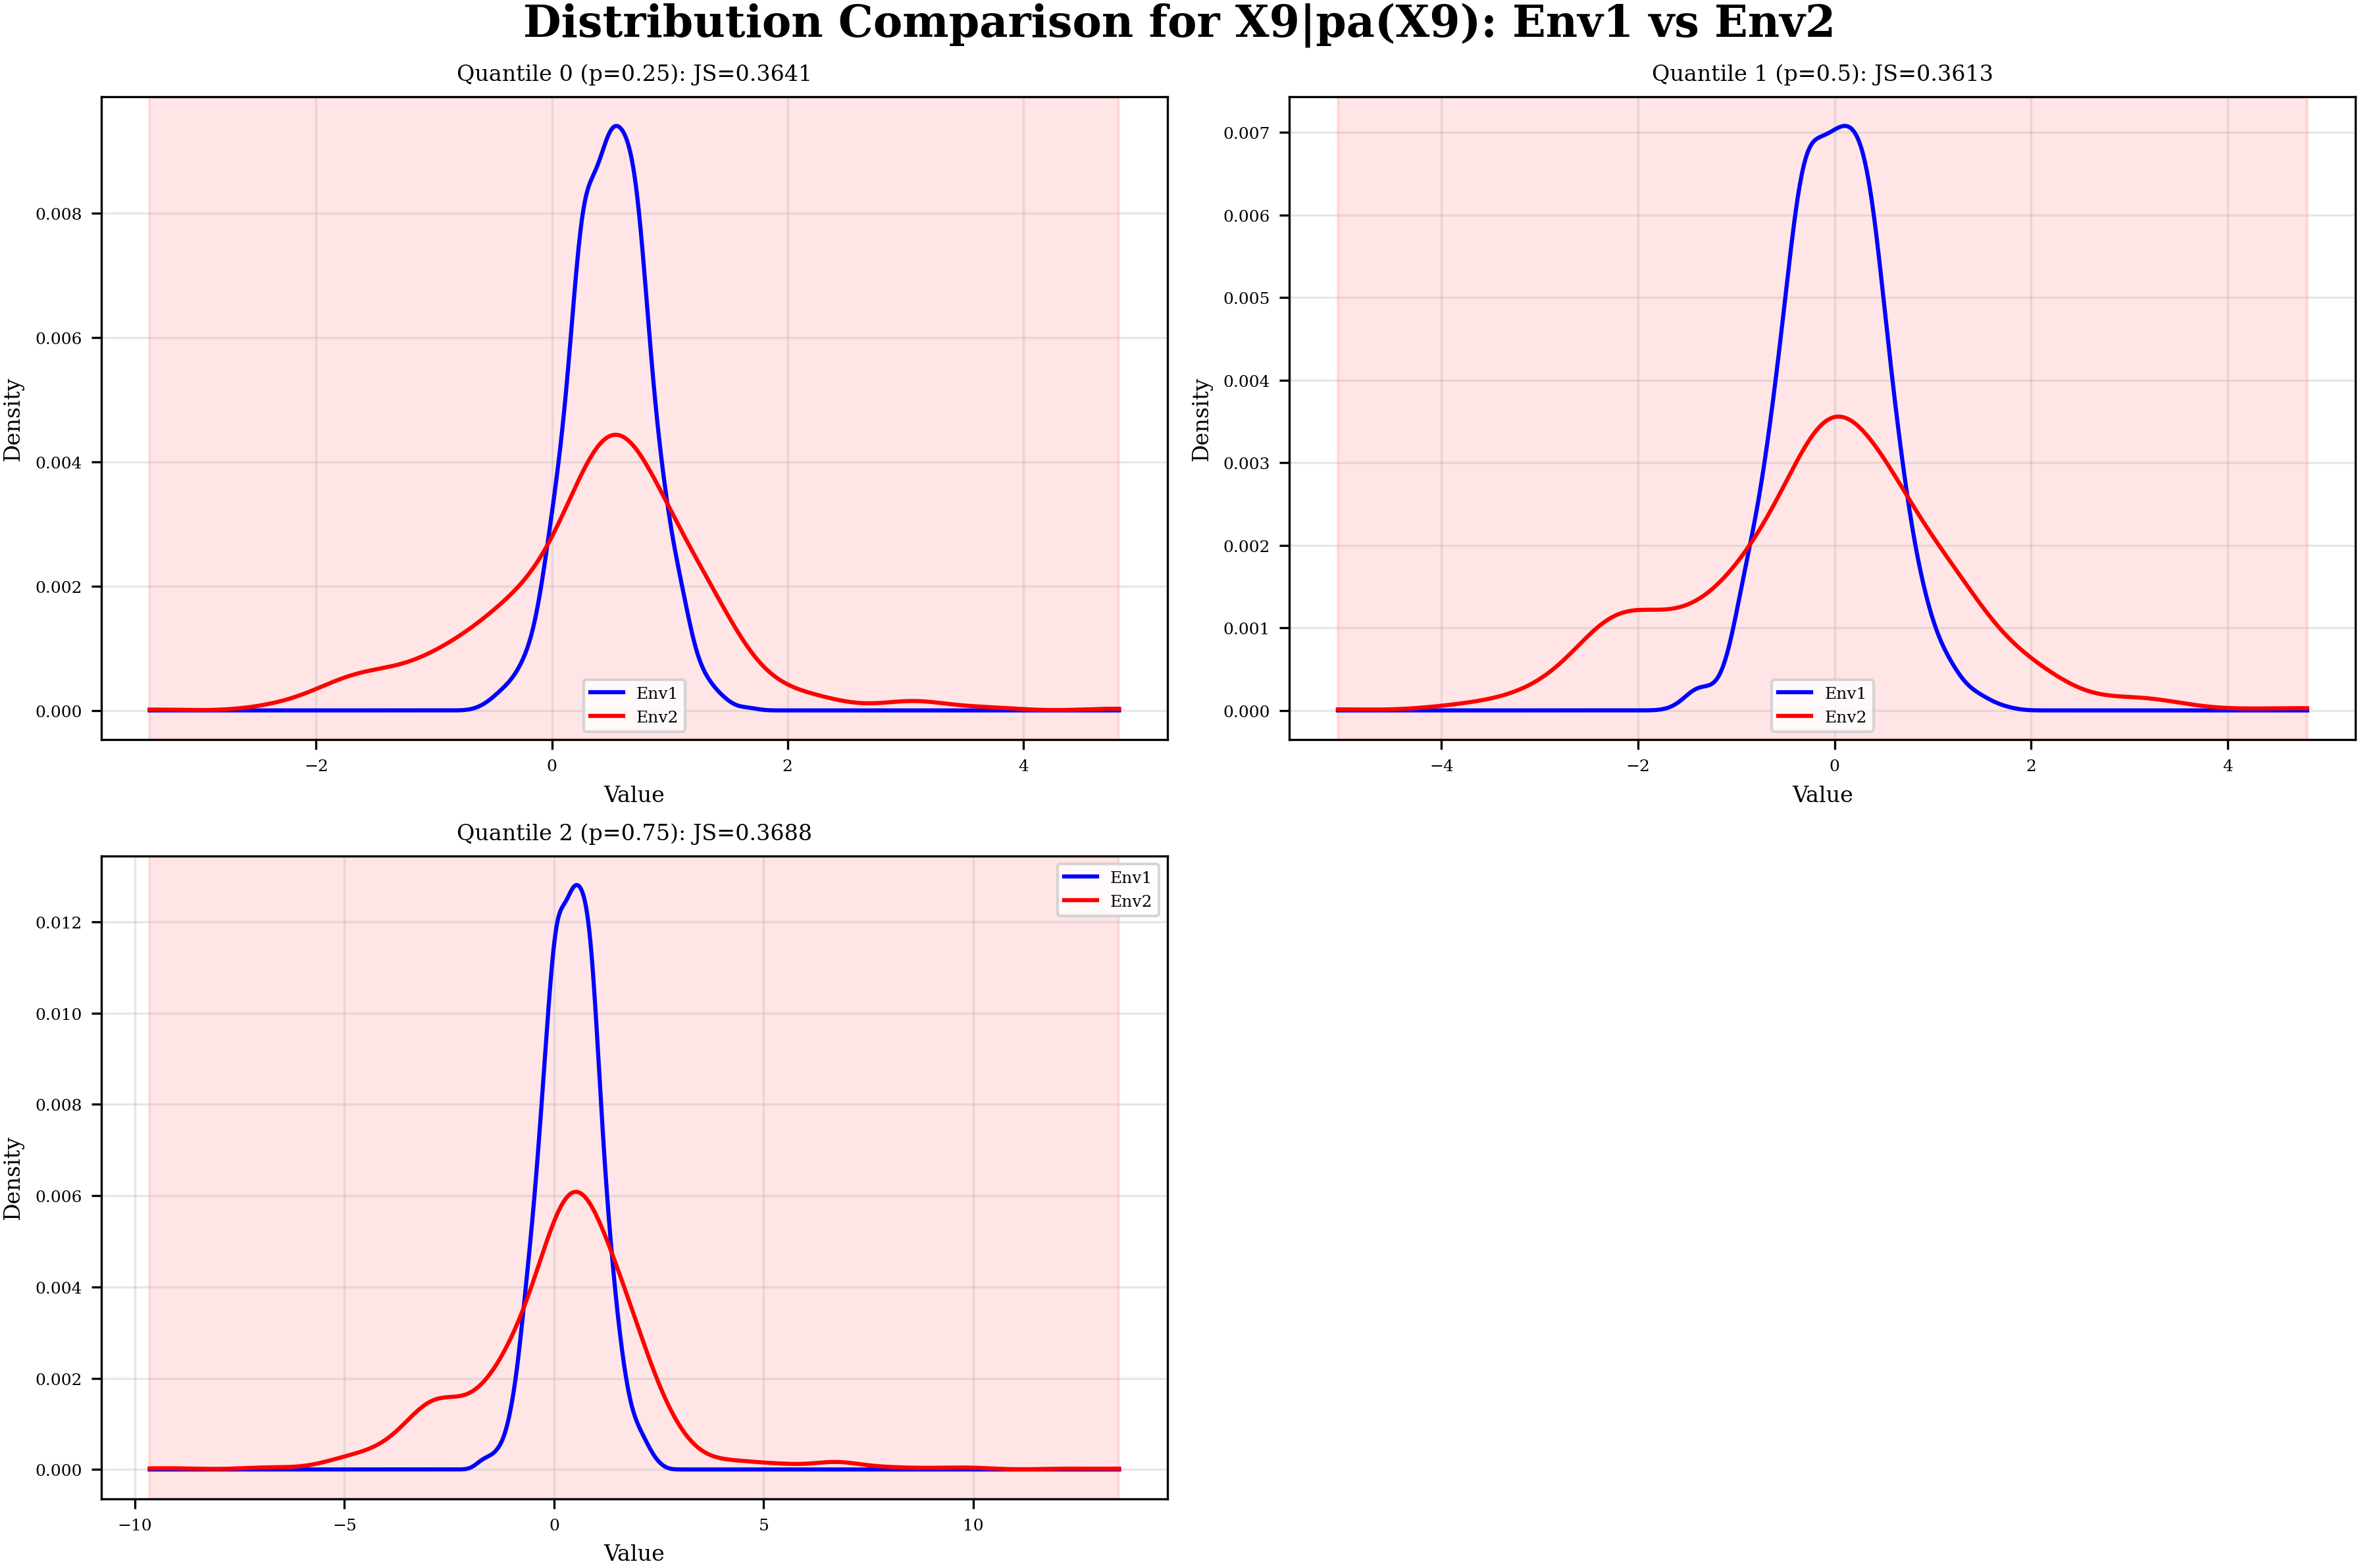 Distribution Comparison for X9|pa(X9): Env1 vs Env2
Quantile 0 (p=0.25): JS=0.3641
Density
0.008
0.006
0.004
0.002
0.000
−2
0
2
4
Value
Env1
Env2
Quantile 1 (p=0.5): JS=0.3613
Density
0.007
0.006
0.005
0.004
0.003
0.002
0.001
0.000
−4
−2
0
2
4
Value
Env1
Env2
Quantile 2 (p=0.75): JS=0.3688
Density
0.012
0.010
0.008
0.006
0.004
0.002
0.000
−10
−5
0
5
10
Value
Env1
Env2